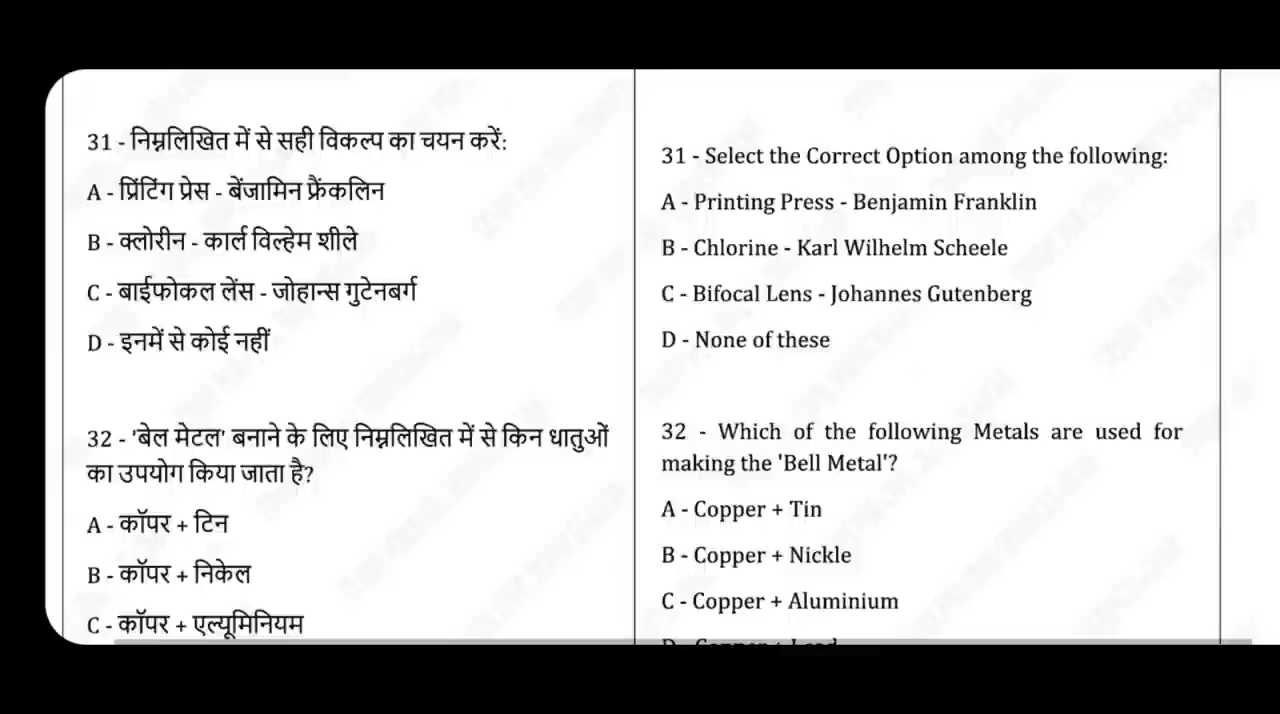 31 - निम्नलिखित में से सही विकल्प का चयन करें:
A - प्रिंटिंग प्रेस - बेंजामिन फ्रैंकलिन
B - क्लोरीन - कार्ल विल्हेम शीले
C - बाईफोकल लेंस - जोहान्स गुटेनबर्ग
D - इनमें से कोई नहीं
32 - 'बेल मेटल' बनाने के लिए निम्नलिखित में से किन धातुओं
का उपयोग किया जाता है?
A - कॉपर + टिन
B - कॉपर + निकेल
C - कॉपर + एल्यूमिनियम
31 - Select the Correct Option among the following:
A - Printing Press - Benjamin Franklin
B - Chlorine - Karl Wilhelm Scheele
C - Bifocal Lens - Johannes Gutenberg
D - None of these
32 - Which of the following Metals are used for
making the 'Bell Metal'?
A - Copper + Tin
B - Copper + Nickle
C - Copper + Aluminium
D - Copper + Lead